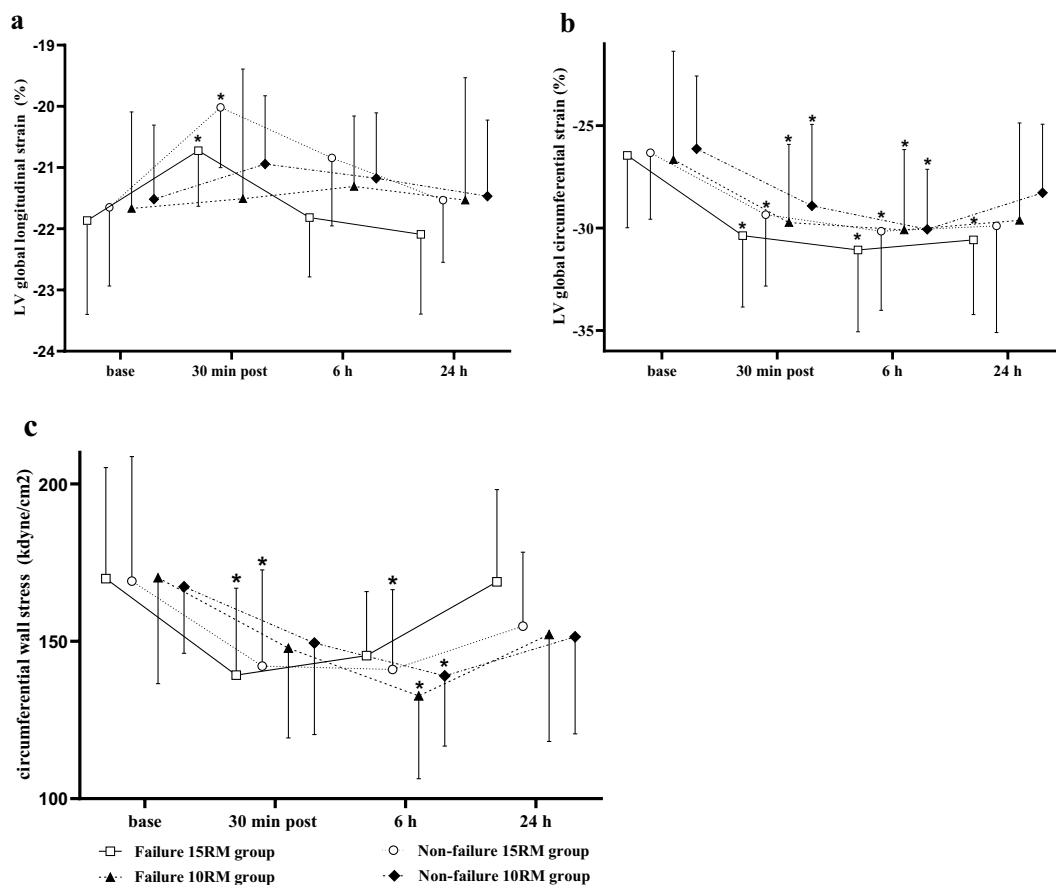 a
LV global longitudinal strain (%)
-19
-20
-21
-22
-23
-24
* *
base 30 min post 6 h 24 h
b
LV global circumferential strain (%)
-25
-30
-35
* * * * * * * * *
base 30 min post 6 h 24 h
c
circumferential wall stress (kdyne/cm2)
200
150
100
* * * * *
base 30 min post 6 h 24 h
Failure 15RM group Non-failure 15RM group
Failure 10RM group Non-failure 10RM group